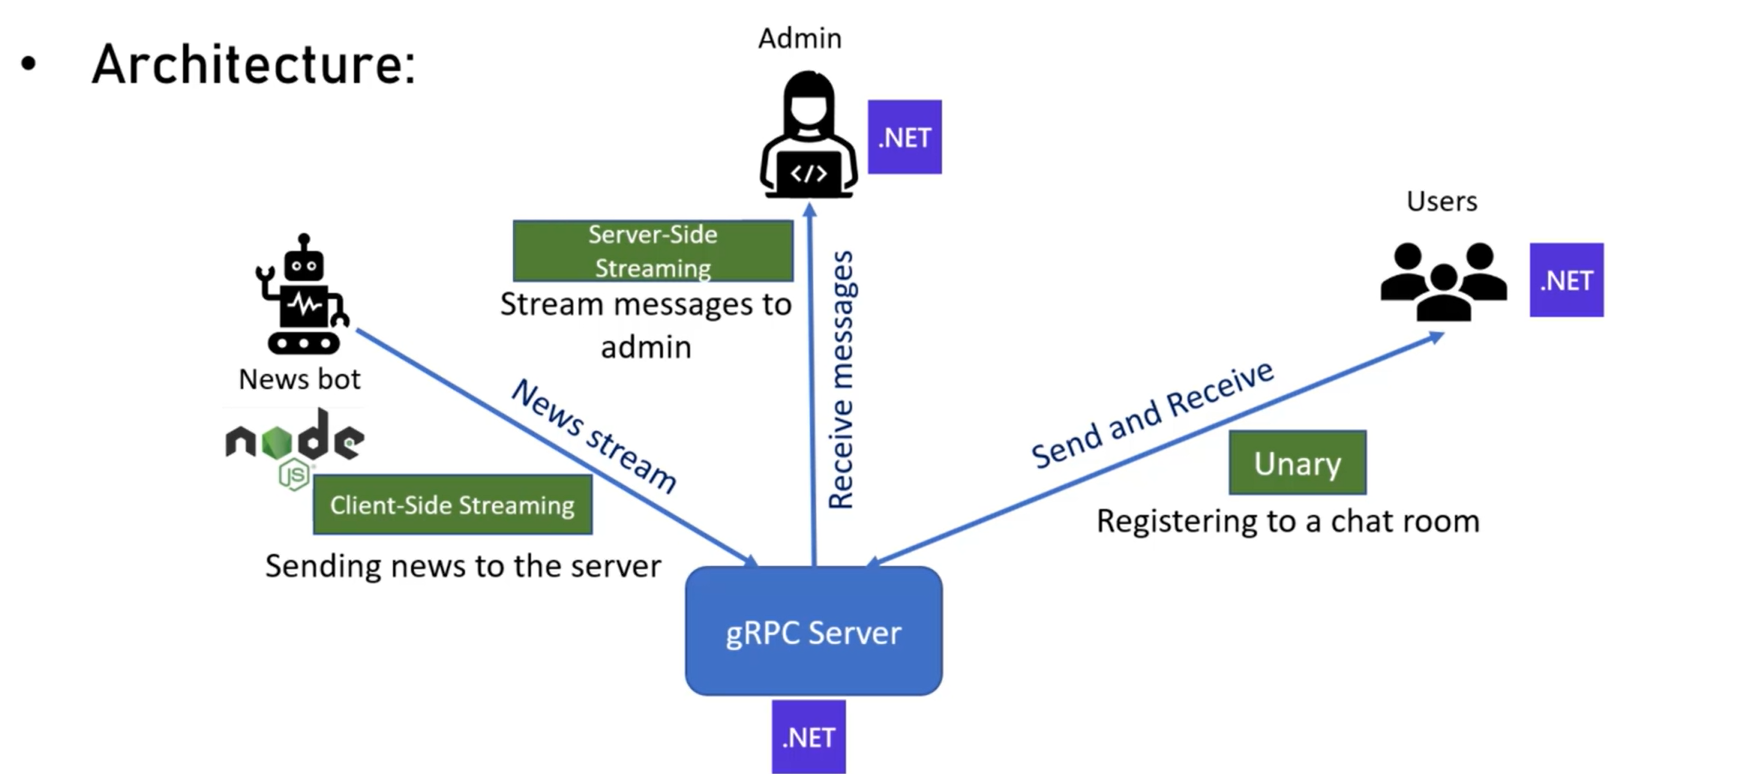 • Architecture:
Admin
</>
.NET
Users
.NET
Server-Side
Streaming
Stream messages to
admin
Receive messages
News bot
node
JS
News stream
Client-Side Streaming
Sending news to the server
Send and Receive
Unary
Registering to a chat room
gRPC Server
.NET